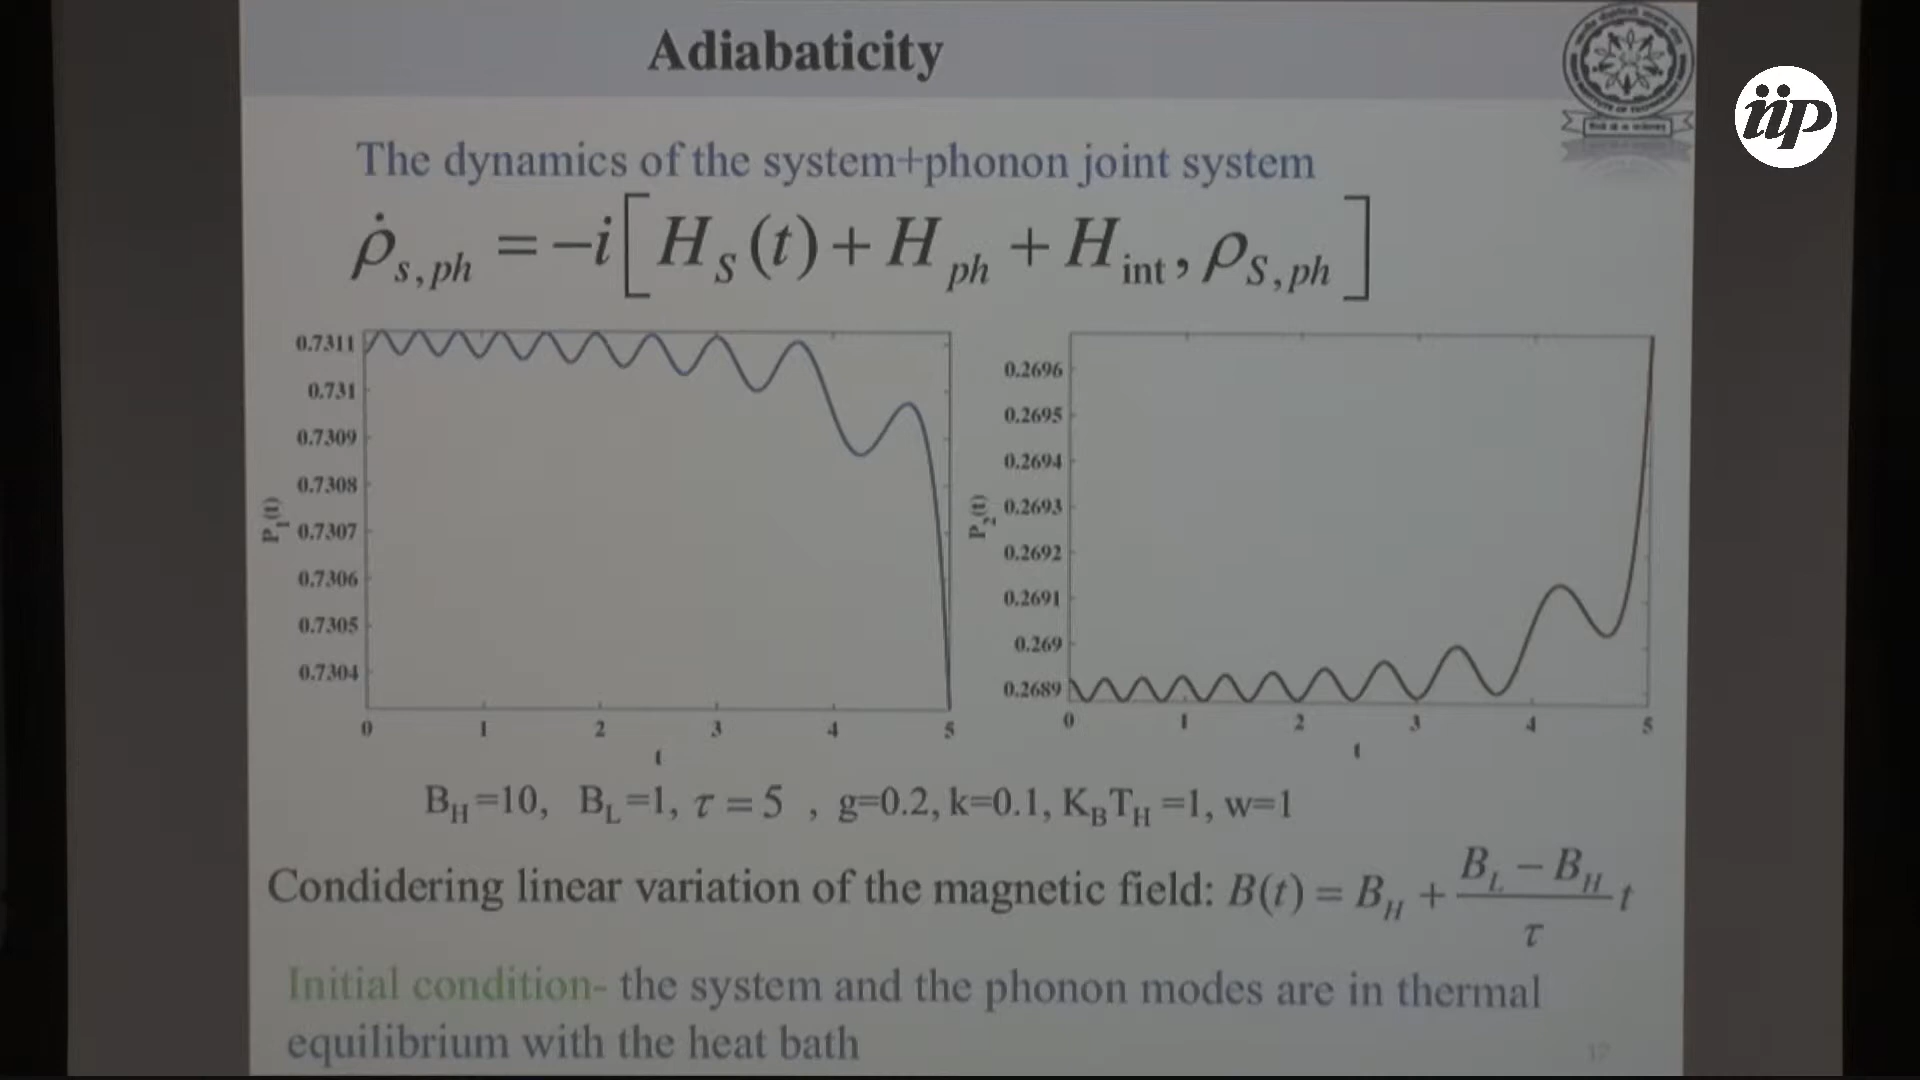 Adiabaticity
iip
The dynamics of the system+phonon joint system
ρ̇ₛ,ₚₕ = −i[H_S(t) + H_ph + H_int, ρ_S,ph]
0.7311
0.731
0.7309
0.7308
0.7307
0.7306
0.7305
0.7304
P₁(t)
0 1 2 3 4 5
t
0.2696
0.2695
0.2694
0.2693
0.2692
0.2691
0.269
0.2689
P₂(t)
0 1 2 3 4 5
t
B_H=10, B_L=1, τ = 5 , g=0.2, k=0.1, K_BT_H =1, w=1
Condidering linear variation of the magnetic field: B(t) = B_H + (B_L − B_H)/τ t
Initial condition- the system and the phonon modes are in thermal
equilibrium with the heat bath